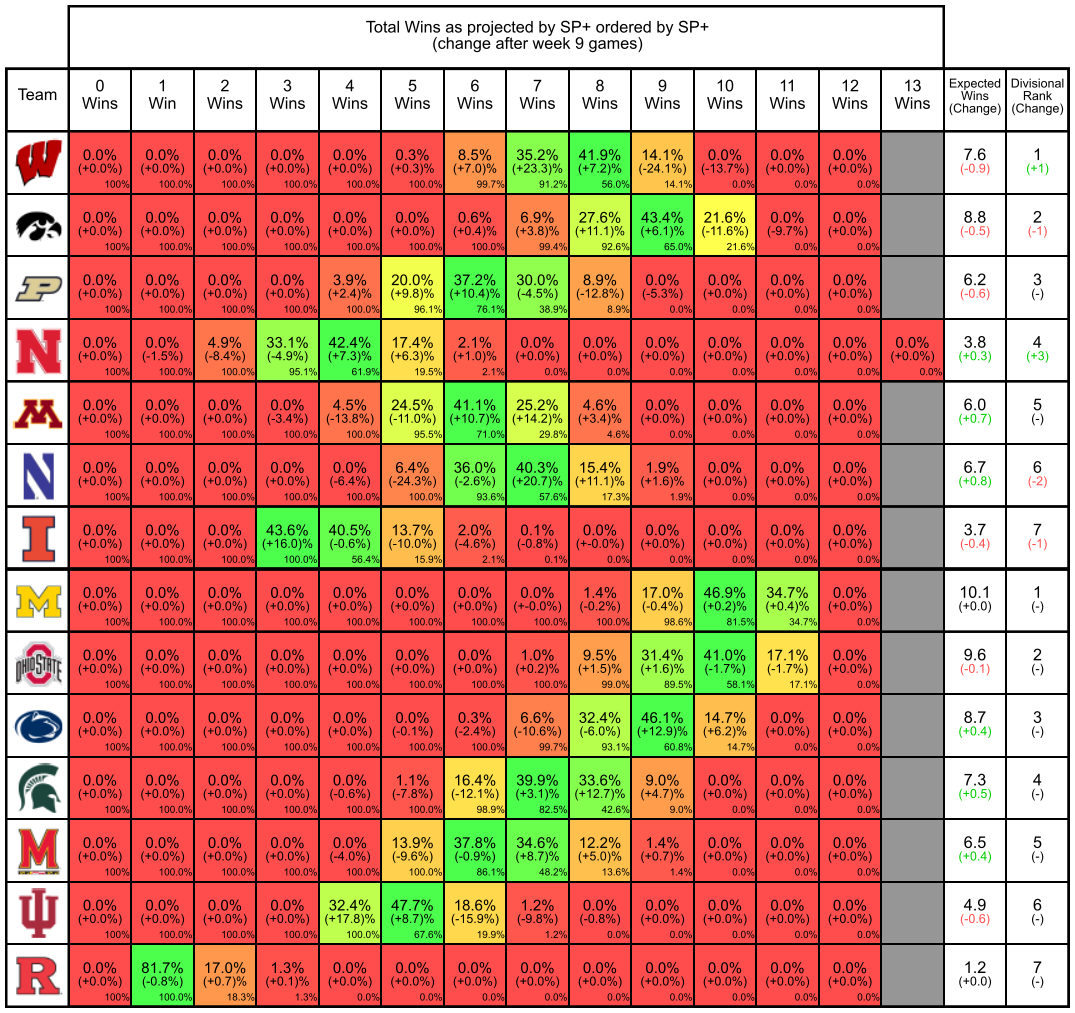 Total Wins as projected by SP+ ordered by SP+
(change after week 9 games)
Team 0 Wins 1 Win 2 Wins 3 Wins 4 Wins 5 Wins 6 Wins 7 Wins 8 Wins 9 Wins 10 Wins 11 Wins 12 Wins 13 Wins Expected Wins (Change) Divisional Rank (Change)
W 0.0% 0.0% 0.0% 0.0% 0.0% 0.3% 8.5% 35.2% 41.9% 14.1% 0.0% 0.0% 0.0% 7.6 1
(+0.0%) (+0.0%) (+0.0%) (+0.0%) (+0.0%) (+0.3%) (+7.0%) (+23.3%) (+7.2)% (-24.1%) (-13.7%) (+0.0%) (+0.0%) (-0.9) (+1)
100% 100.0% 100.0% 100.0% 100.0% 100.0% 99.7% 91.2% 56.0% 14.1% 0.0% 0.0% 0.0%
0.0% 0.0% 0.0% 0.0% 0.0% 0.0% 0.6% 6.9% 27.6% 43.4% 21.6% 0.0% 0.0% 8.8 2
(+0.0%) (+0.0%) (+0.0%) (+0.0%) (+0.0%) (+0.0%) (+0.4%) (+3.8%) (+11.1)% (+6.1)% (-11.6%) (-9.7%) (+0.0%) (-0.5) (-1)
100% 100.0% 100.0% 100.0% 100.0% 100.0% 100.0% 99.4% 92.6% 65.0% 21.6% 0.0% 0.0%
P 0.0% 0.0% 0.0% 0.0% 3.9% 20.0% 37.2% 30.0% 8.9% 0.0% 0.0% 0.0% 0.0% 6.2 3
(+0.0%) (+0.0%) (+0.0%) (+0.0%) (+2.4)% (+9.8)% (+10.4)% (-4.5%) (-12.8%) (-5.3%) (+0.0%) (+0.0%) (+0.0%) (-0.6) (-)
100% 100.0% 100.0% 100.0% 100.0% 96.1% 76.1% 38.9% 8.9% 0.0% 0.0% 0.0% 0.0%
N 0.0% 0.0% 4.9% 33.1% 42.4% 17.4% 2.1% 0.0% 0.0% 0.0% 0.0% 0.0% 0.0% 0.0% 3.8 4
(+0.0%) (-1.5%) (-8.4%) (-4.9%) (+7.3)% (+6.3)% (+1.0)% (+0.0%) (+0.0%) (+0.0%) (+0.0%) (+0.0%) (+0.0%) (+0.0)% (+0.3) (+3)
100% 100.0% 100.0% 95.1% 61.9% 19.5% 2.1% 0.0% 0.0% 0.0% 0.0% 0.0% 0.0% 0.0%
M 0.0% 0.0% 0.0% 0.0% 4.5% 24.5% 41.1% 25.2% 4.6% 0.0% 0.0% 0.0% 0.0% 6.0 5
(+0.0%) (+0.0%) (+0.0%) (-3.4%) (-13.8%) (-11.0%) (+10.7)% (+14.2)% (+3.4)% (+0.0%) (+0.0%) (+0.0%) (+0.0%) (+0.7) (-)
100% 100.0% 100.0% 100.0% 100.0% 95.5% 71.0% 29.8% 4.6% 0.0% 0.0% 0.0% 0.0%
N 0.0% 0.0% 0.0% 0.0% 0.0% 6.4% 36.0% 40.3% 15.4% 1.9% 0.0% 0.0% 0.0% 6.7 6
(+0.0%) (+0.0%) (+0.0%) (+0.0%) (-6.4%) (-24.3%) (-2.6%) (+20.7)% (+11.1)% (+1.6)% (+0.0%) (+0.0%) (+0.0%) (+0.8) (-2)
100% 100.0% 100.0% 100.0% 100.0% 100.0% 93.6% 57.6% 17.3% 1.9% 0.0% 0.0% 0.0%
I 0.0% 0.0% 0.0% 43.6% 40.5% 13.7% 2.0% 0.1% 0.0% 0.0% 0.0% 0.0% 0.0% 3.7 7
(+0.0%) (+0.0%) (+0.0%) (+16.0)% (-0.6%) (-10.0%) (-4.6%) (-0.8%) (+-0.0%) (+0.0%) (+0.0%) (+0.0%) (+0.0%) (-0.4) (-1)
100% 100.0% 100.0% 100.0% 56.4% 15.9% 2.1% 0.1% 0.0% 0.0% 0.0% 0.0% 0.0%
M 0.0% 0.0% 0.0% 0.0% 0.0% 0.0% 0.0% 0.0% 1.4% 17.0% 46.9% 34.7% 0.0% 10.1 1
(+0.0%) (+0.0%) (+0.0%) (+0.0%) (+0.0%) (+0.0%) (+0.0%) (+-0.0%) (-0.2%) (-0.4%) (+0.2)% (+0.4)% (+0.0%) (+0.0) (-)
100% 100.0% 100.0% 100.0% 100.0% 100.0% 100.0% 100.0% 100.0% 98.6% 81.5% 34.7% 0.0%
OHIO STATE 0.0% 0.0% 0.0% 0.0% 0.0% 0.0% 0.0% 1.0% 9.5% 31.4% 41.0% 17.1% 0.0% 9.6 2
(+0.0%) (+0.0%) (+0.0%) (+0.0%) (+0.0%) (+0.0%) (+0.0%) (+0.2)% (+1.5)% (+1.6)% (-1.7%) (-1.7%) (+0.0%) (-0.1) (-)
100% 100.0% 100.0% 100.0% 100.0% 100.0% 100.0% 100.0% 99.0% 89.5% 58.1% 17.1% 0.0%
0.0% 0.0% 0.0% 0.0% 0.0% 0.0% 0.3% 6.6% 32.4% 46.1% 14.7% 0.0% 0.0% 8.7 3
(+0.0%) (+0.0%) (+0.0%) (+0.0%) (+0.0%) (-0.1%) (-2.4%) (-10.6%) (-6.0%) (+12.9)% (+6.2)% (+0.0%) (+0.0%) (+0.4) (-)
100% 100.0% 100.0% 100.0% 100.0% 100.0% 100.0% 99.7% 93.1% 60.8% 14.7% 0.0% 0.0%
0.0% 0.0% 0.0% 0.0% 0.0% 1.1% 16.4% 39.9% 33.6% 9.0% 0.0% 0.0% 0.0% 7.3 4
(+0.0%) (+0.0%) (+0.0%) (+0.0%) (-0.6%) (-7.8%) (-12.1%) (+3.1)% (+12.7)% (+4.7)% (+0.0%) (+0.0%) (+0.0%) (+0.5) (-)
100% 100.0% 100.0% 100.0% 100.0% 100.0% 98.9% 82.5% 42.6% 9.0% 0.0% 0.0% 0.0%
M 0.0% 0.0% 0.0% 0.0% 0.0% 13.9% 37.8% 34.6% 12.2% 1.4% 0.0% 0.0% 0.0% 6.5 5
(+0.0%) (+0.0%) (+0.0%) (+0.0%) (-4.0%) (-9.6%) (-0.9%) (+8.7)% (+5.0)% (+0.7)% (+0.0%) (+0.0%) (+0.0%) (+0.4) (-)
100% 100.0% 100.0% 100.0% 100.0% 100.0% 86.1% 48.2% 13.6% 1.4% 0.0% 0.0% 0.0%
0.0% 0.0% 0.0% 0.0% 32.4% 47.7% 18.6% 1.2% 0.0% 0.0% 0.0% 0.0% 0.0% 4.9 6
(+0.0%) (+0.0%) (+0.0%) (+0.0%) (+17.8)% (+8.7)% (-15.9%) (-9.8%) (-0.8%) (+0.0%) (+0.0%) (+0.0%) (+0.0%) (-0.6) (-)
100% 100.0% 100.0% 100.0% 100.0% 67.6% 19.9% 1.2% 0.0% 0.0% 0.0% 0.0% 0.0%
R 0.0% 81.7% 17.0% 1.3% 0.0% 0.0% 0.0% 0.0% 0.0% 0.0% 0.0% 0.0% 0.0% 1.2 7
(+0.0%) (-0.8%) (+0.7)% (+0.1)% (+0.0%) (+0.0%) (+0.0%) (+0.0%) (+0.0%) (+0.0%) (+0.0%) (+0.0%) (+0.0%) (+0.0) (-)
100% 100.0% 18.3% 1.3% 0.0% 0.0% 0.0% 0.0% 0.0% 0.0% 0.0% 0.0% 0.0%